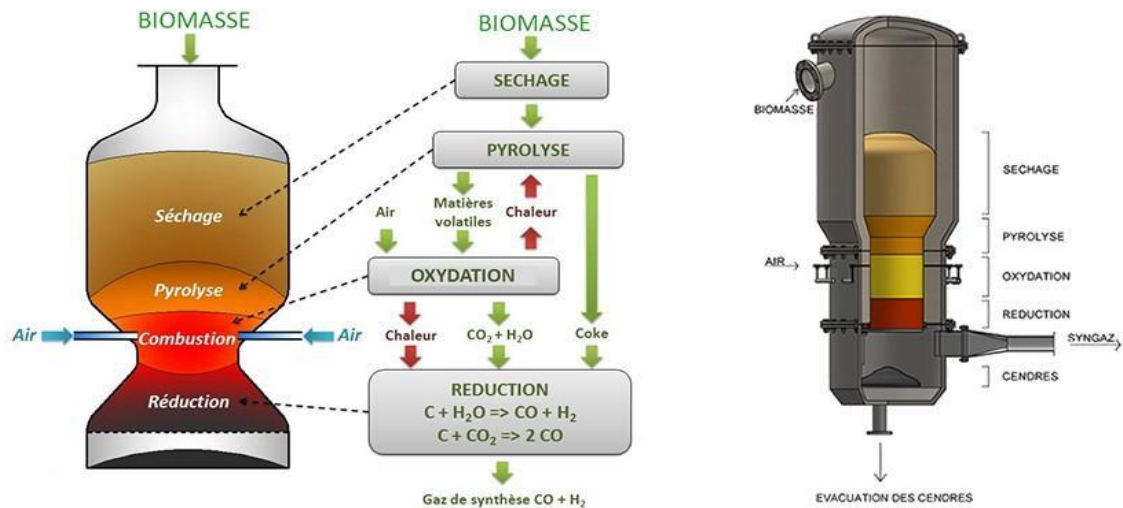 BIOMASSE
Séchage
Pyrolyse
Air
Combustion
Air
Réduction
BIOMASSE
SECHAGE
PYROLYSE
Air
Matières
volatiles
Chaleur
OXYDATION
Chaleur
CO₂ + H₂O
Coke
REDUCTION
C + H₂O => CO + H₂
C + CO₂ => 2 CO
Gaz de synthèse CO + H₂
BIOMASSE
SECHAGE
PYROLYSE
AIR
OXYDATION
REDUCTION
SYNGAZ
CENDRES
EVACUATION DES CENDRES